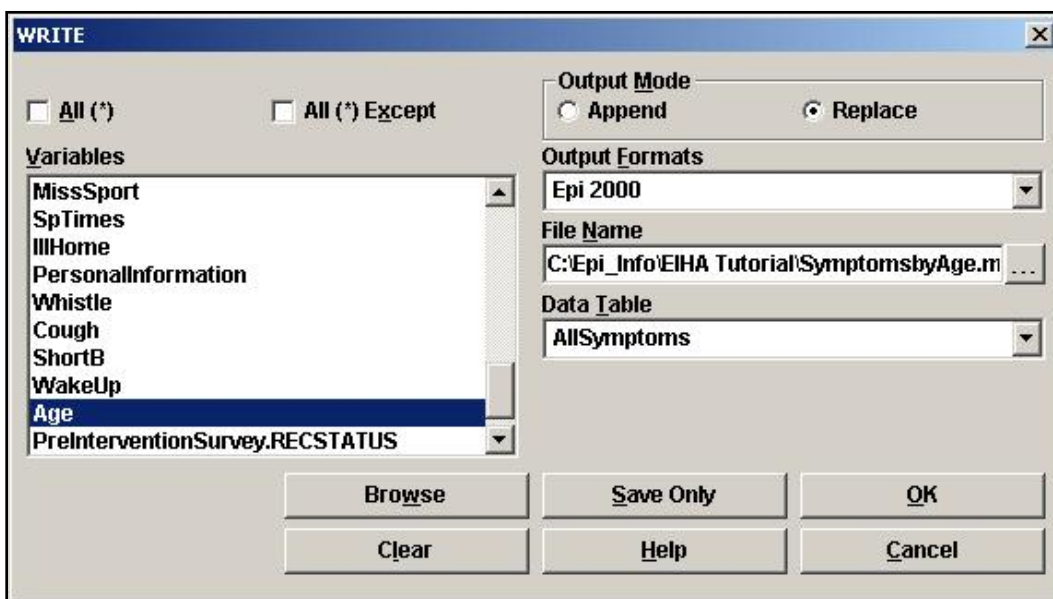 WRITE
All (*)
All (*) Except
Variables
MissSport
SpTimes
IllHome
PersonalInformation
Whistle
Cough
ShortB
WakeUp
Age
PreInterventionSurvey.RECSTATUS
Output Mode
Append
Replace
Output Formats
Epi 2000
File Name
C:\Epi_Info\EIHA Tutorial\SymptomsbyAge.m
...
Data Table
AllSymptoms
Browse
Save Only
OK
Clear
Help
Cancel